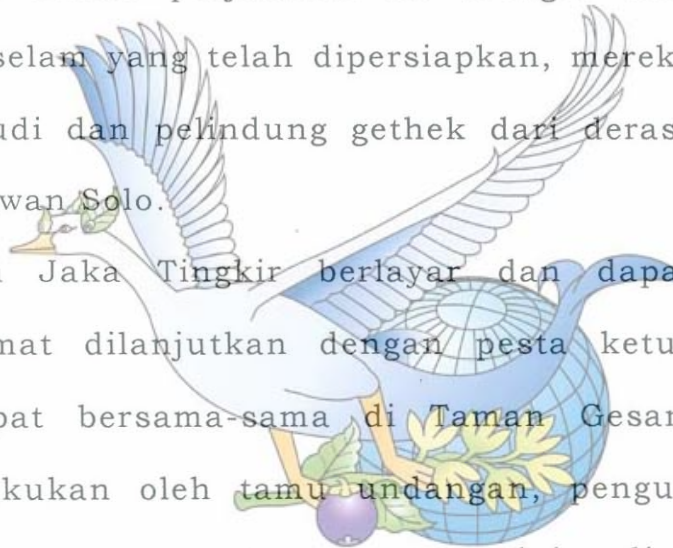 selam yang telah dipersiapkan, merek
udi dan pelindung gethek dari deras
wan Solo.
Jaka Tingkir berlayar dan dapa
mat dilanjutkan dengan pesta ketu
pat bersama-sama di Taman Gesar
kukan oleh tamu undangan, pengu